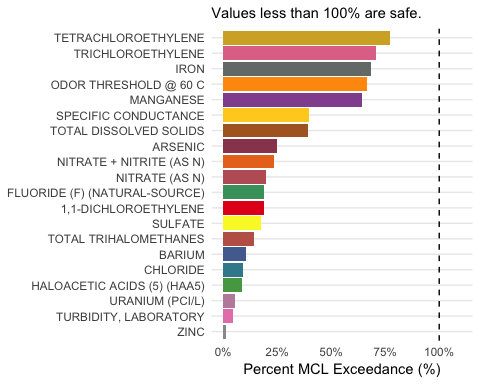 Values less than 100% are safe.
TETRACHLOROETHYLENE
TRICHLOROETHYLENE
IRON
ODOR THRESHOLD @ 60 C
MANGANESE
SPECIFIC CONDUCTANCE
TOTAL DISSOLVED SOLIDS
ARSENIC
NITRATE + NITRITE (AS N)
NITRATE (AS N)
FLUORIDE (F) (NATURAL-SOURCE)
1,1-DICHLOROETHYLENE
SULFATE
TOTAL TRIHALOMETHANES
BARIUM
CHLORIDE
HALOACETIC ACIDS (5) (HAA5)
URANIUM (PCI/L)
TURBIDITY, LABORATORY
ZINC
0% 25% 50% 75% 100%
Percent MCL Exceedance (%)